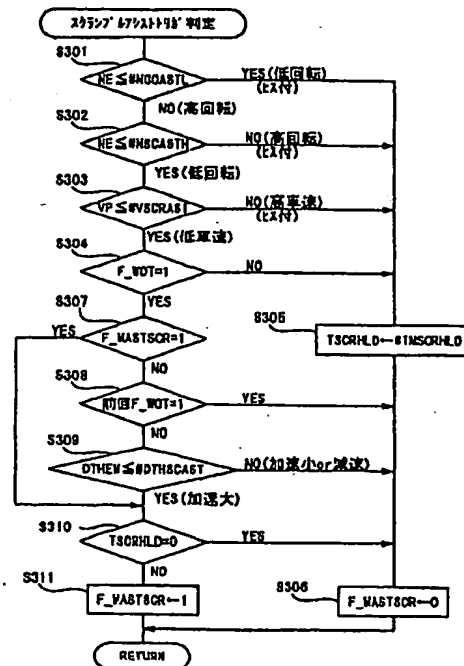 スクランブルアシストトリガ判定
S301
NE≦#NGCASTL
YES(低回転)
(ヒス付)
NO(高回転)
S302
NE≦#NSCASTH
NO(高回転)
(ヒス付)
YES(低回転)
S303
VP≦#VSCRAST
NO(高車速)
(ヒス付)
YES(低車速)
S304
F_WOT=1
NO
YES
S307
YES
F_MASTSCR=1
S305
TSCRHLD←#TMSCRHLD
NO
S308
前回F_WOT=1
YES
NO
S309
DTHEM≦#DTHSCAST
NO(加速小or減速)
YES(加速大)
S310
TSCRHLD=0
YES
NO
S311
F_MASTSCR←1
S306
F_MASTSCR←0
RETURN